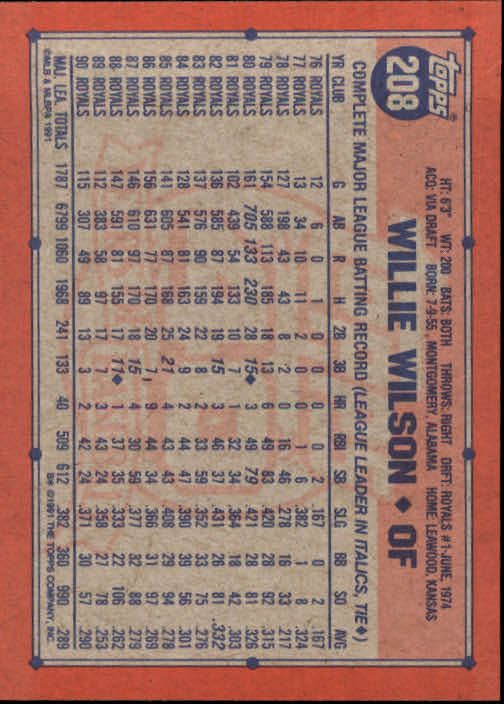 topps®
208
HT: 6'3" WT: 200 BATS: BOTH THROWS: RIGHT DRFT: ROYALS #1-JUNE, 1974
ACQ: VIA DRAFT BORN: 7-9-55, MONTGOMERY, ALABAMA HOME: LEAWOOD, KANSAS
WILLIE WILSON ♦ OF
COMPLETE MAJOR LEAGUE BATTING RECORD (LEAGUE LEADER IN ITALICS, TIE♦)
YR CLUB G AB R H 2B 3B HR RBI SB SLG BB SO AVG
76 ROYALS 12 6 0 1 0 0 0 0 2 .167 0 2 .167
77 ROYALS 13 34 10 11 2 0 0 1 6 .382 1 8 .324
78 ROYALS 127 198 43 43 8 2 0 16 46 .278 16 33 .217
79 ROYALS 154 588 113 185 18 13 6 49 83 .420 28 92 .315
80 ROYALS 161 705 133 230 28 15♦ 3 49 79 .421 28 81 .326
81 ROYALS 102 439 54 133 10 7 1 32 34 .364 18 42 .303
82 ROYALS 136 585 87 194 19 15 3 46 37 .431 26 81 .332
83 ROYALS 137 576 90 159 22 8 2 33 59 .352 33 75 .276
84 ROYALS 128 541 81 163 24 9 2 44 47 .390 39 56 .301
85 ROYALS 141 605 87 168 25 21 4 43 43 .408 29 94 .278
86 ROYALS 156 631 77 170 20 7 9 44 34 .366 31 97 .269
87 ROYALS 146 610 97 170 18 15 4 30 59 .377 32 88 .279
88 ROYALS 147 591 81 155 17 11♦ 1 37 35 .333 22 106 .262
89 ROYALS 112 383 58 97 17 7 3 43 24 .358 27 78 .253
90 ROYALS 115 307 49 89 13 3 2 42 24 .371 30 57 .290
MAJ. LEA. TOTALS 1787 6799 1060 1968 241 133 40 509 612 .382 360 990 .289
©MLB & MLBPA 1991 B* ©1991 THE TOPPS COMPANY, INC.